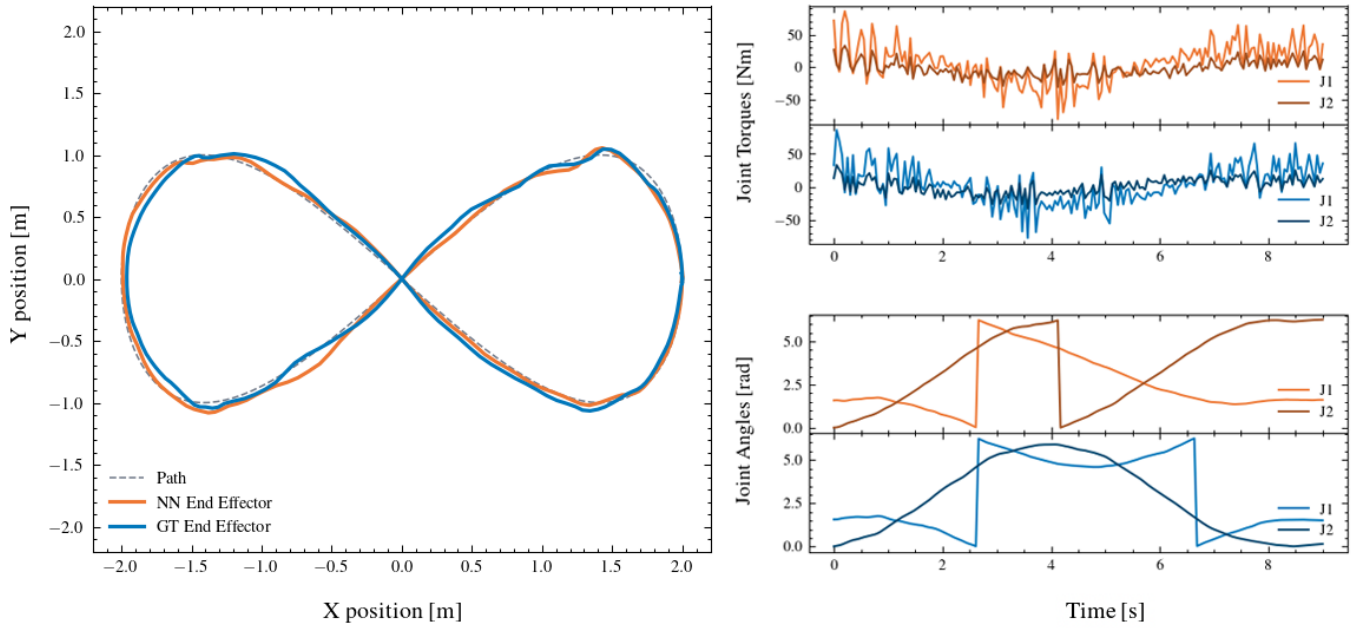 Y position [m]
2.0
1.5
1.0
0.5
0.0
−0.5
−1.0
−1.5
−2.0
Path
NN End Effector
GT End Effector
−2.0 −1.5 −1.0 −0.5 0.0 0.5 1.0 1.5 2.0
X position [m]
Joint Torques [Nm]
50
0
−50
J1
J2
50
0
−50
J1
J2
0 2 4 6 8
Joint Angles [rad]
5.0
2.5
0.0
J1
J2
5.0
2.5
0.0
J1
J2
0 2 4 6 8
Time [s]